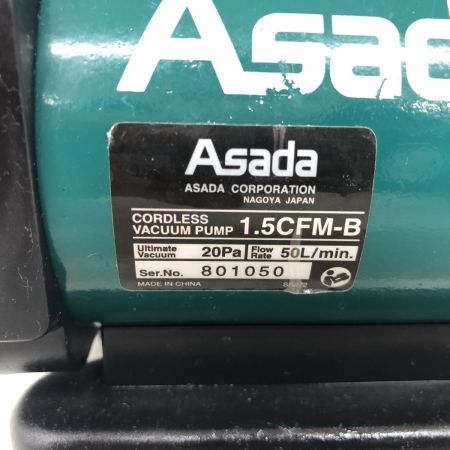 Asad
Asada
ASADA CORPORATION
NAGOYA JAPAN
CORDLESS
VACUUM PUMP 1.5CFM-B
Ultimate Vacuum 20Pa Flow Rate 50L/min.
Ser.No. 801050
MADE IN CHINA